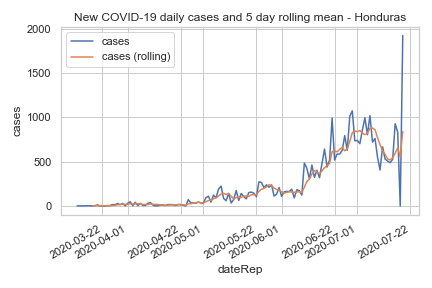 New COVID-19 daily cases and 5 day rolling mean - Honduras
cases
cases (rolling)
2000
1500
1000
500
0
cases
2020-03-22
2020-04-01
2020-04-22
2020-05-01
2020-05-22
2020-06-01
2020-06-22
2020-07-01
2020-07-22
dateRep